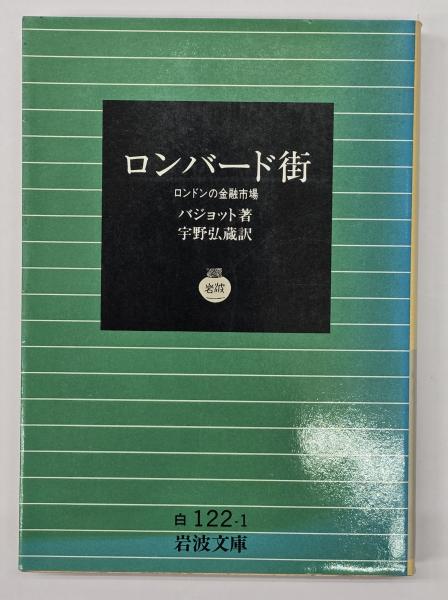 ロンバード街
ロンドンの金融市場
バジョット著
宇野弘蔵訳
岩波
白 122-1
岩波文庫